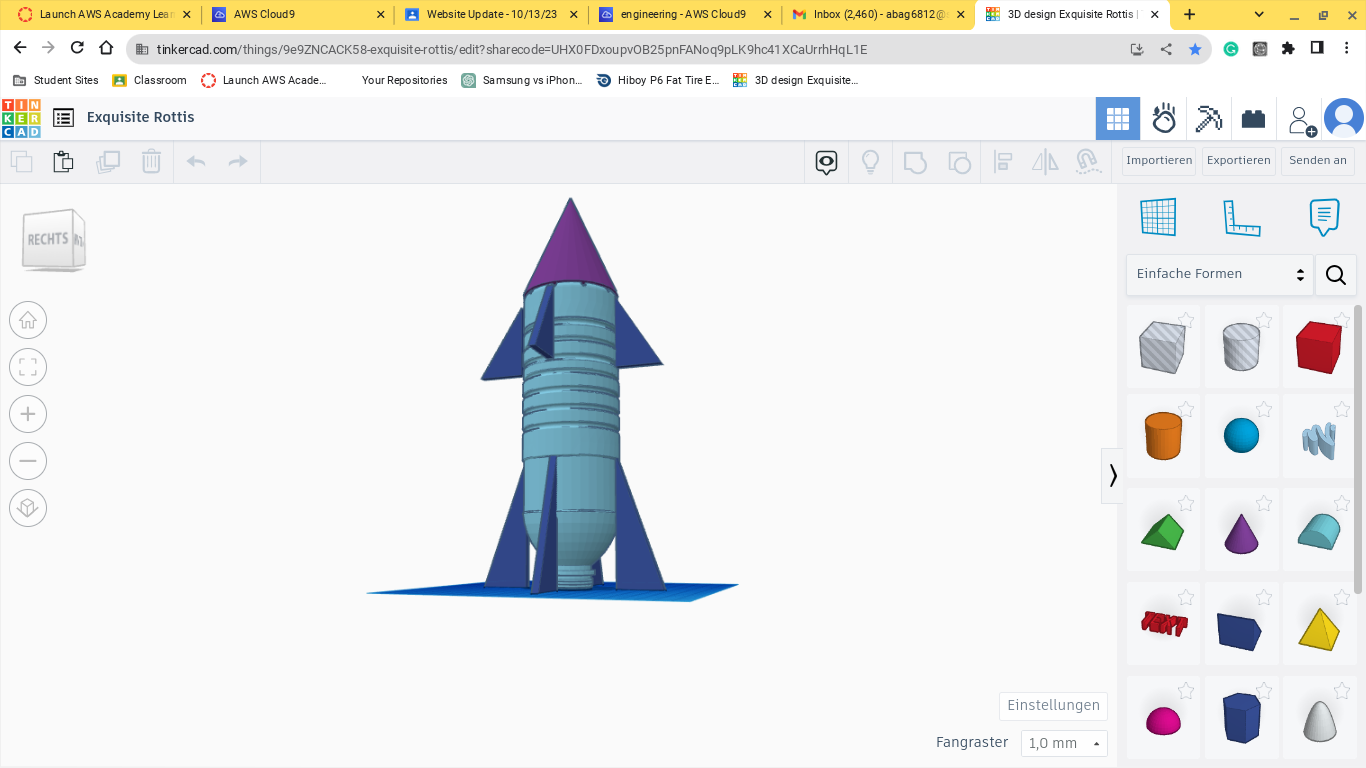 Launch AWS Academy Lear
AWS Cloud9
Website Update - 10/13/23
engineering - AWS Cloud9
Inbox (2,460) - abag6812@
3D design Exquisite Rottis |
tinkercad.com/things/9e9ZNCACK58-exquisite-rottis/edit?sharecode=UHX0FDxoupvOB25pnFANoq9pLK9hc41XCaUrrhHqL1E
Student Sites
Classroom
Launch AWS Acade...
Your Repositories
Samsung vs iPhon...
Hiboy P6 Fat Tire E...
3D design Exquisite...
TIN
KER
CAD
Exquisite Rottis
Importieren
Exportieren
Senden an
RECHTS
Einfache Formen
TEXT
Einstellungen
Fangraster
1,0 mm